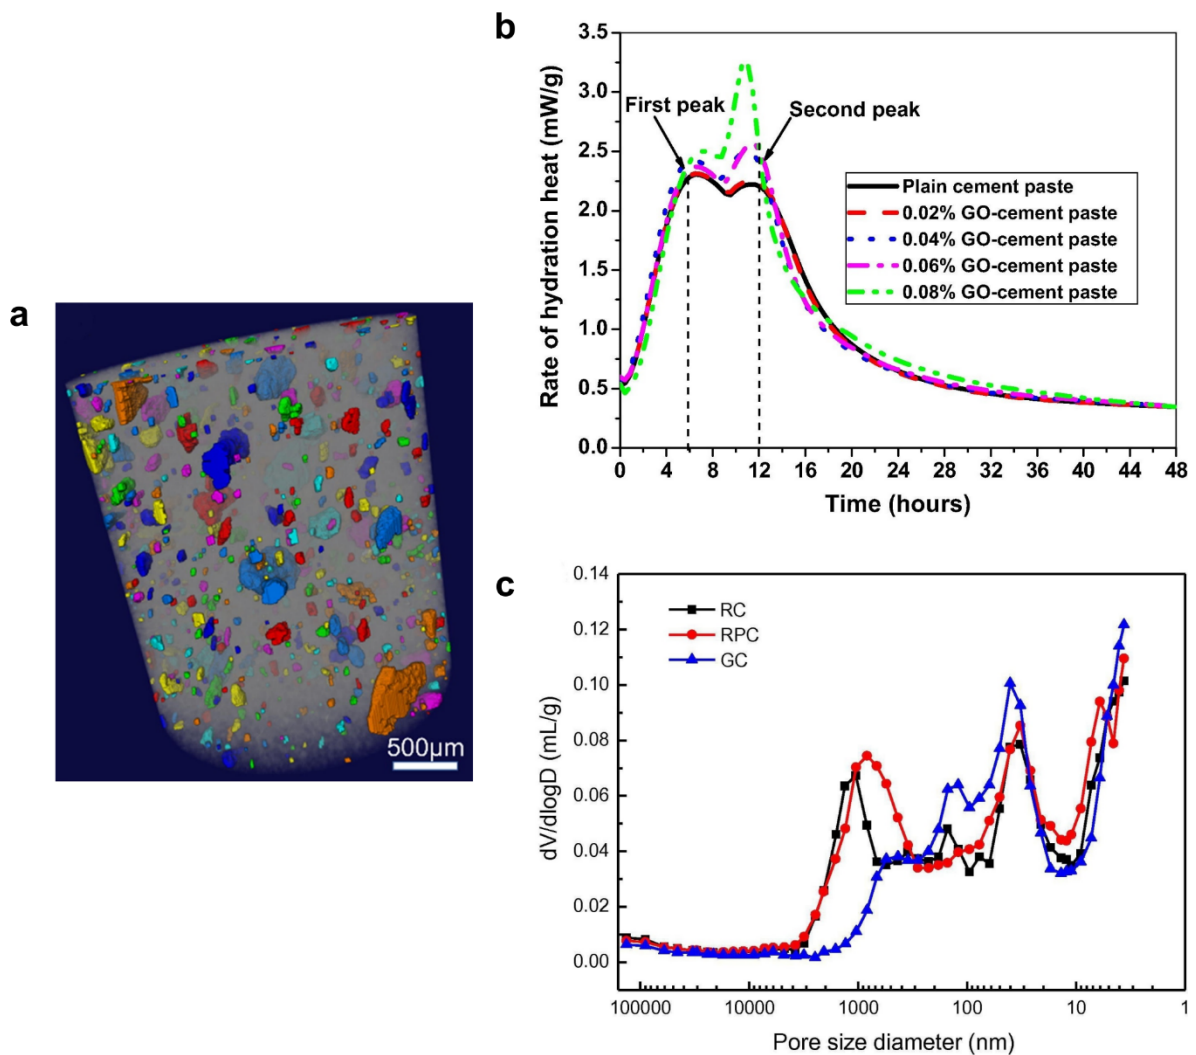 a
500μm
b
3.5
3.0
2.5
2.0
1.5
1.0
0.5
0.0
Rate of hydration heat (mW/g)
First peak
Second peak
Plain cement paste
0.02% GO-cement paste
0.04% GO-cement paste
0.06% GO-cement paste
0.08% GO-cement paste
0 4 8 12 16 20 24 28 32 36 40 44 48
Time (hours)
c
0.14
0.12
0.10
0.08
0.06
0.04
0.02
0.00
dV/dlogD (mL/g)
RC
RPC
GC
100000 10000 1000 100 10 1
Pore size diameter (nm)